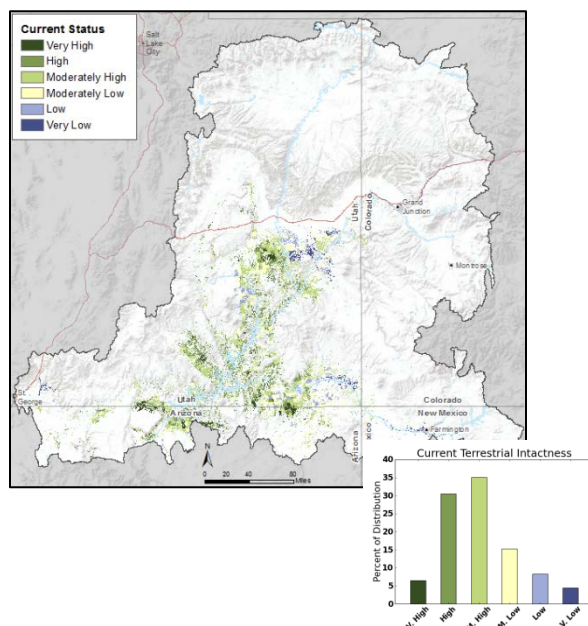 Current Status
Very High
High
Moderately High
Moderately Low
Low
Very Low
Salt
Lake
City
Utah
Colorado
Grand
Junction
Montrose
St.
George
Utah
Arizona
Colorado
New Mexico
Farmington
Arizona
N
0 20 40 80
Miles
Current Terrestrial Intactness
Percent of Distribution
40
35
30
25
20
15
10
5
0
V. High
High
M. High
M. Low
Low
V. Low